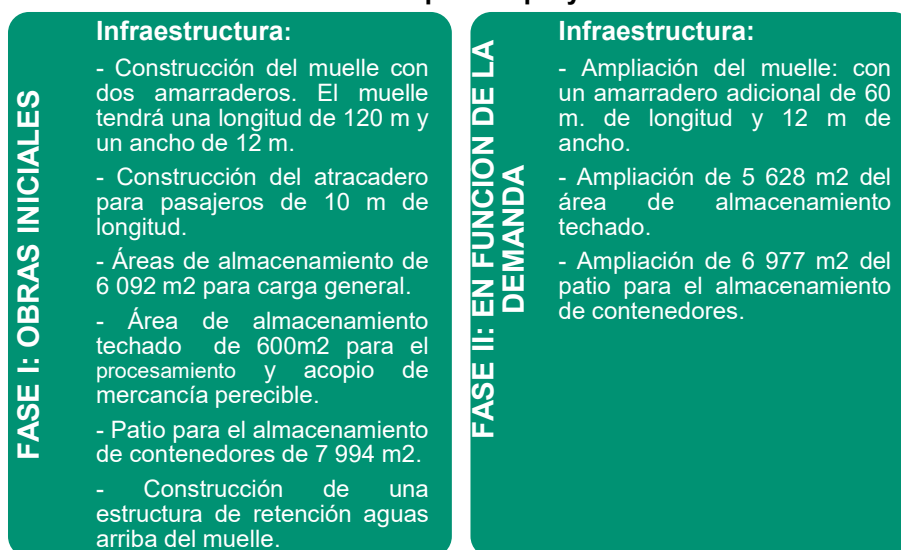 FASE I: OBRAS INICIALES
Infraestructura:
- Construcción del muelle con
dos amarraderos. El muelle
tendrá una longitud de 120 m y
un ancho de 12 m.
- Construcción del atracadero
para pasajeros de 10 m de
longitud.
- Áreas de almacenamiento de
6 092 m2 para carga general.
- Área de almacenamiento
techado de 600m2 para el
procesamiento y acopio de
mercancía perecible.
- Patio para el almacenamiento
de contenedores de 7 994 m2.
- Construcción de una
estructura de retención aguas
arriba del muelle.
FASE II: EN FUNCION DE LA
DEMANDA
Infraestructura:
- Ampliación del muelle: con
un amarradero adicional de 60
m. de longitud y 12 m de
ancho.
- Ampliación de 5 628 m2 del
área de almacenamiento
techado.
- Ampliación de 6 977 m2 del
patio para el almacenamiento
de contenedores.